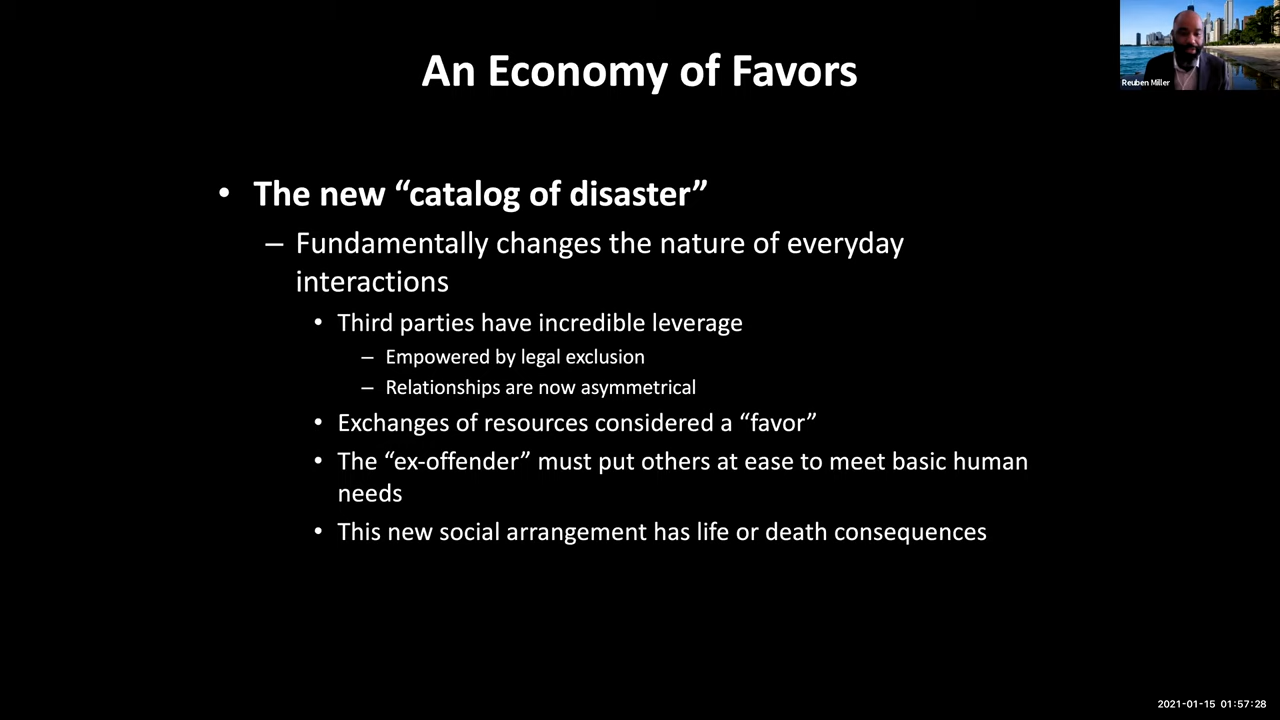 An Economy of Favors
Reuben Miller
• The new “catalog of disaster”
– Fundamentally changes the nature of everyday
interactions
• Third parties have incredible leverage
– Empowered by legal exclusion
– Relationships are now asymmetrical
• Exchanges of resources considered a “favor”
• The “ex-offender” must put others at ease to meet basic human
needs
• This new social arrangement has life or death consequences
2021-01-15 01:57:28